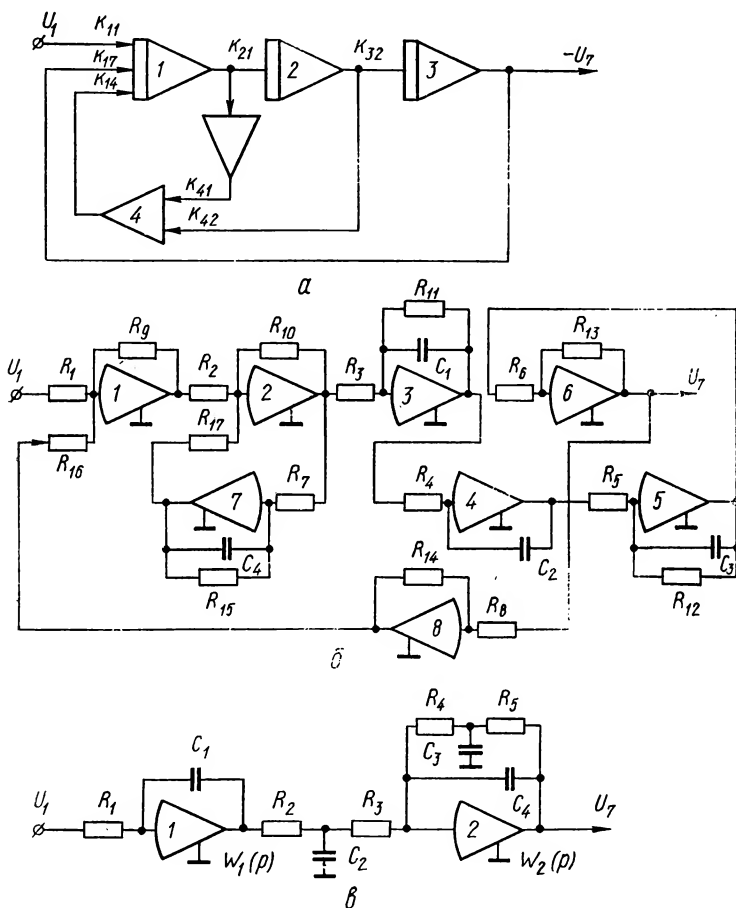 U₁ K₁₁
K₁₇
K₁₄
1
K₂₁
2
K₃₂
3
-U₇
K₄₁
4
K₄₂
а
R₁₁
R₉
R₁₀
C₁
R₁₃
U₁
R₁
1
R₂
2
R₃
3
R₆
6
U₇
R₁₆
R₁₇
7
R₇
R₄
4
R₅
5
C₄
C₂
C₃
R₁₅
R₁₄
R₁₂
8
R₈
б
R₄
R₅
C₁
C₃
U₁
R₁
1
R₂
R₃
C₄
2
U₇
W₁(p)
C₂
W₂(p)
в